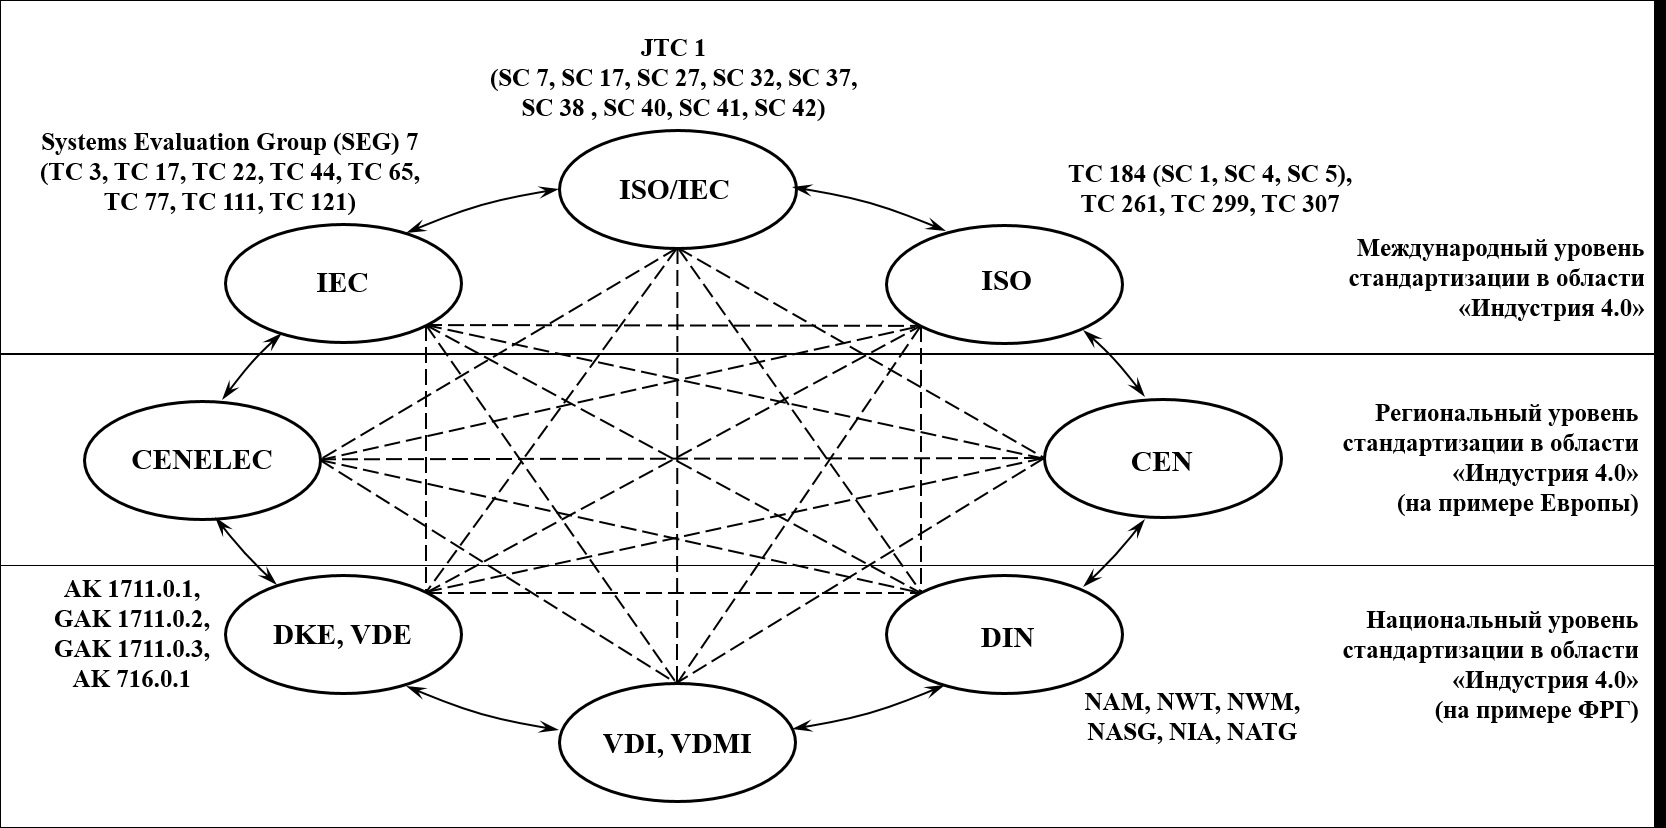 JTC 1
(SC 7, SC 17, SC 27, SC 32, SC 37,
SC 38 , SC 40, SC 41, SC 42)
Systems Evaluation Group (SEG) 7
(TC 3, TC 17, TC 22, TC 44, TC 65,
TC 77, TC 111, TC 121)
TC 184 (SC 1, SC 4, SC 5),
TC 261, TC 299, TC 307
ISO/IEC
IEC
ISO
Международный уровень
стандартизации в области
«Индустрия 4.0»
CENELEC
CEN
Региональный уровень
стандартизации в области
«Индустрия 4.0»
(на примере Европы)
AK 1711.0.1,
GAK 1711.0.2,
GAK 1711.0.3,
AK 716.0.1
DKE, VDE
DIN
VDI, VDMI
NAM, NWT, NWM,
NASG, NIA, NATG
Национальный уровень
стандартизации в области
«Индустрия 4.0»
(на примере ФРГ)